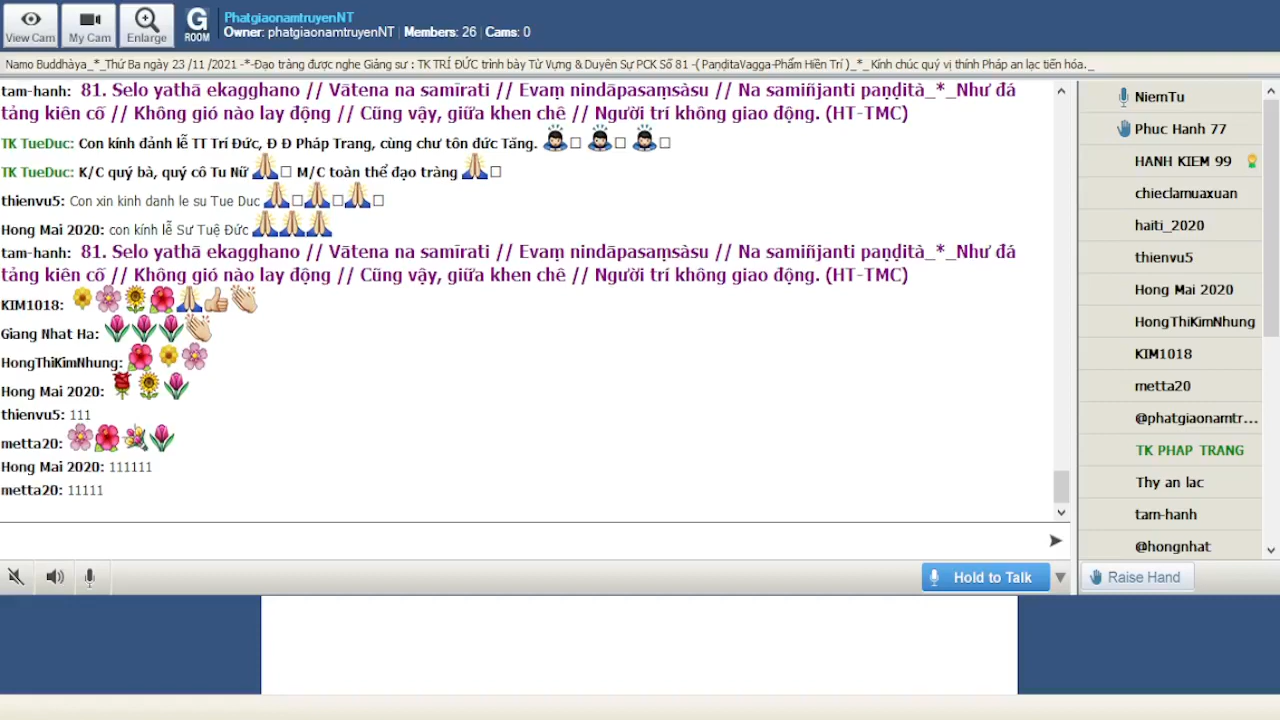 View Cam
My Cam
Enlarge
G
ROOM
PhatgiaonamtruyenNT
Owner: phatgiaonamtruyenNT | Members: 26 | Cams: 0
Namo Buddhàya_*_Thứ Ba ngày 23 /11 /2021 -*-Đạo tràng được nghe Giảng sư : TK TRÍ ĐỨC trình bày Từ Vựng & Duyên Sự PCK Số 81 -( PaṇḍitaVagga-Phẩm Hiền Trí )_*_ Kính chúc quý vị thính Pháp an lạc tiến hóa._
tam-hanh: 81. Selo yathā ekagghano // Vātena na samīrati // Evaṃ nindāpasaṃsàsu // Na samiñjanti paṇḍità_*_Như đá
tảng kiên cố // Không gió nào lay động // Cũng vậy, giữa khen chê // Người trí không giao động. (HT-TMC)
TK TueDuc: Con kính đảnh lễ TT Trí Đức, Đ Đ Pháp Trang, cùng chư tôn đức Tăng. 🙇🏻‍□ 🙇🏻‍□ 🙇🏻‍□
TK TueDuc: K/C quý bà, quý cô Tu Nữ 🙏□ M/C toàn thể đạo tràng 🙏□
thienvu5: Con xin kinh danh le su Tue Duc 🙏□🙏□🙏□
Hong Mai 2020: con kính lễ Sư Tuệ Đức 🙏🙏🙏
tam-hanh: 81. Selo yathā ekagghano // Vātena na samīrati // Evaṃ nindāpasaṃsàsu // Na samiñjanti paṇḍità_*_Như đá
tảng kiên cố // Không gió nào lay động // Cũng vậy, giữa khen chê // Người trí không giao động. (HT-TMC)
KIM1018: 🌼🌸🌻🌺🙏👍👏
Giang Nhat Ha: 🌷🌷🌷👏
HongThiKimNhung: 🌺🌼🌸
Hong Mai 2020: 🌹🌻🌷
thienvu5: 111
metta20: 🌸🌺💐🌷
Hong Mai 2020: 111111
metta20: 11111
Hold to Talk
NiemTu
Phuc Hanh 77
HANH KIEM 99
chieclamuaxuan
haiti_2020
thienvu5
Hong Mai 2020
HongThiKimNhung
KIM1018
metta20
@phatgiaonamtr...
TK PHAP TRANG
Thy an lac
tam-hanh
@hongnhat
Raise Hand